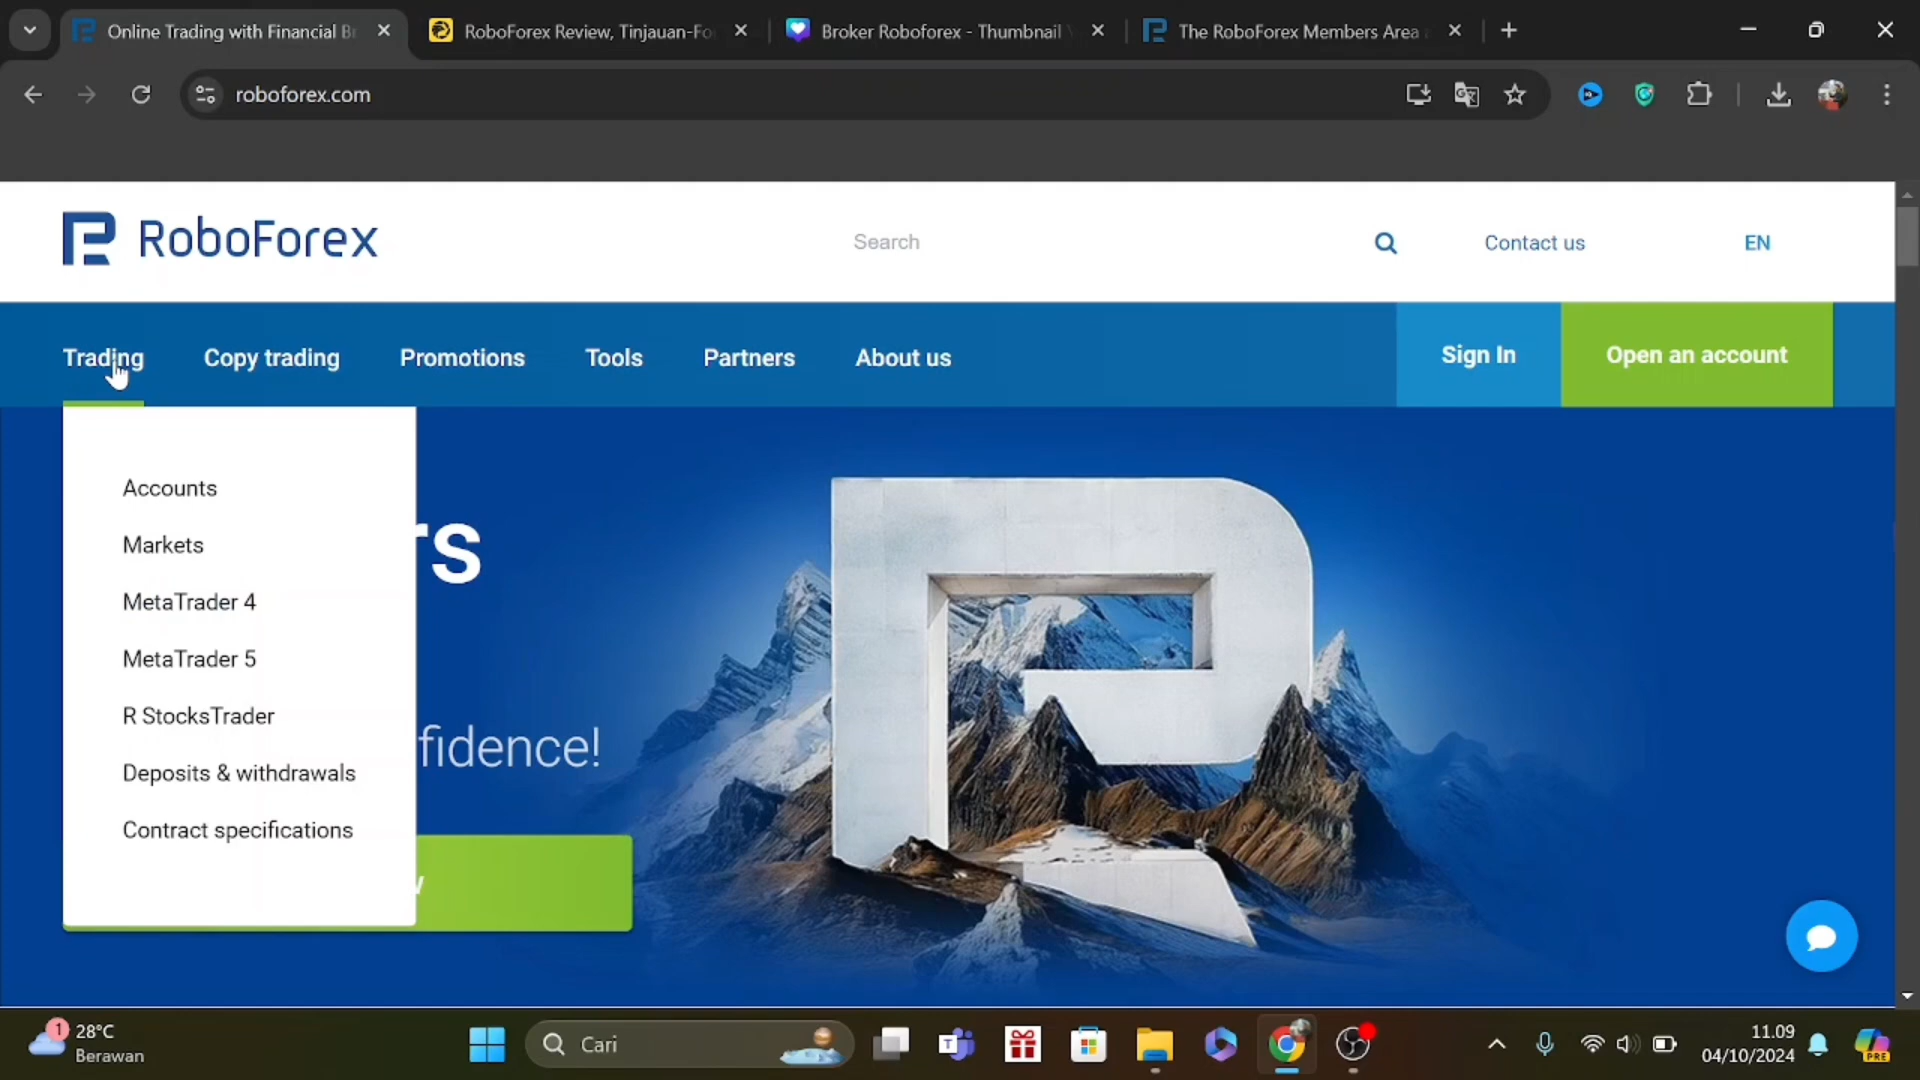 Online Trading with Financial B
RoboForex Review, Tinjauan-Fo
Broker Roboforex - Thumbnail
The RoboForex Members Area
roboforex.com
RoboForex
Search
Contact us
EN
Trading
Copy trading
Promotions
Tools
Partners
About us
Sign In
Open an account
Accounts
Markets
MetaTrader 4
MetaTrader 5
R StocksTrader
Deposits & withdrawals
Contract specifications
rs
fidence!
1
28°C
Berawan
Cari
11.09
04/10/2024
PRE